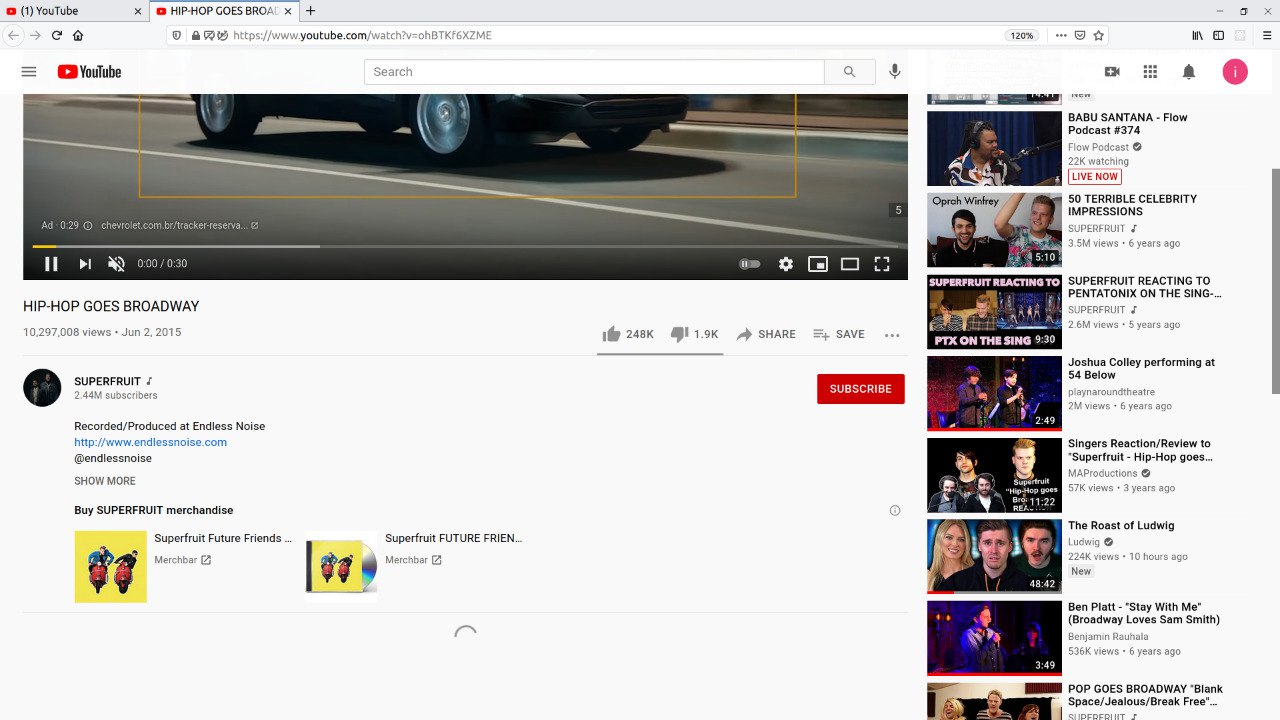 (1) YouTube
HIP-HOP GOES BROAD
https://www.youtube.com/watch?v=ohBTKf6XZME
120%
YouTube
Search
i
Ad · 0:29
chevrolet.com.br/tracker-reserva...
5
0:00 / 0:30
HIP-HOP GOES BROADWAY
10,297,008 views • Jun 2, 2015
248K
1.9K
SHARE
SAVE
SUPERFRUIT
2.44M subscribers
SUBSCRIBE
Recorded/Produced at Endless Noise
http://www.endlessnoise.com
@endlessnoise
SHOW MORE
Buy SUPERFRUIT merchandise
Superfruit Future Friends ...
Merchbar
Superfruit FUTURE FRIEN...
Merchbar
14:41
New
BABU SANTANA - Flow
Podcast #374
Flow Podcast
22K watching
LIVE NOW
Oprah Winfrey
5:10
50 TERRIBLE CELEBRITY
IMPRESSIONS
SUPERFRUIT
3.5M views • 6 years ago
SUPERFRUIT REACTING TO
PTX ON THE SING
9:30
SUPERFRUIT REACTING TO
PENTATONIX ON THE SING-...
SUPERFRUIT
2.6M views • 5 years ago
2:49
Joshua Colley performing at
54 Below
playnaroundtheatre
2M views • 6 years ago
Superfruit
"Hip-Hop goes
11:22
Singers Reaction/Review to
"Superfruit - Hip-Hop goes...
MAProductions
57K views • 3 years ago
48:42
The Roast of Ludwig
Ludwig
224K views • 10 hours ago
New
3:49
Ben Platt - "Stay With Me"
(Broadway Loves Sam Smith)
Benjamin Rauhala
536K views • 6 years ago
POP GOES BROADWAY "Blank
Space/Jealous/Break Free"...
SUPERFRUIT